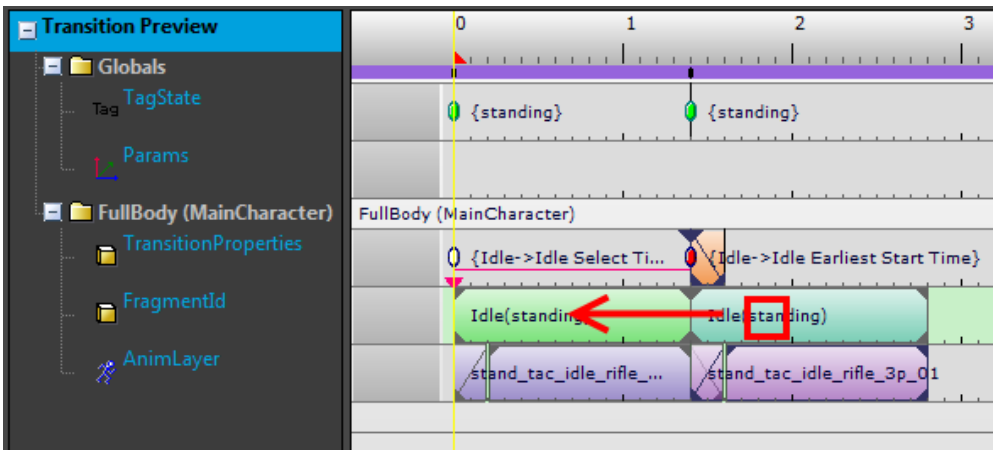 Transition Preview
0 1 2 3
Globals
Tag TagState
{standing} {standing}
Params
FullBody (MainCharacter)
FullBody (MainCharacter)
TransitionProperties
{Idle->Idle Select Ti... {Idle->Idle Earliest Start Time}
FragmentId
Idle(standing) Idle(standing)
AnimLayer
stand_tac_idle_rifle_... stand_tac_idle_rifle_3p_01